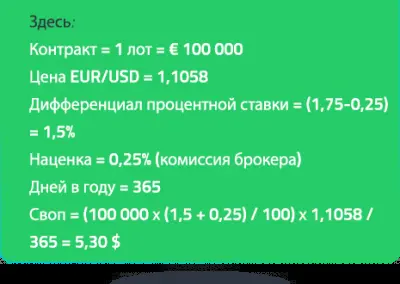 Здесь:
Контракт = 1 лот = € 100 000
Цена EUR/USD = 1,1058
Дифференциал процентной ставки = (1,75-0,25)
= 1,5%
Наценка = 0,25% (комиссия брокера)
Дней в году = 365
Своп = (100 000 x (1,5 + 0,25) / 100) x 1,1058 /
365 = 5,30 $